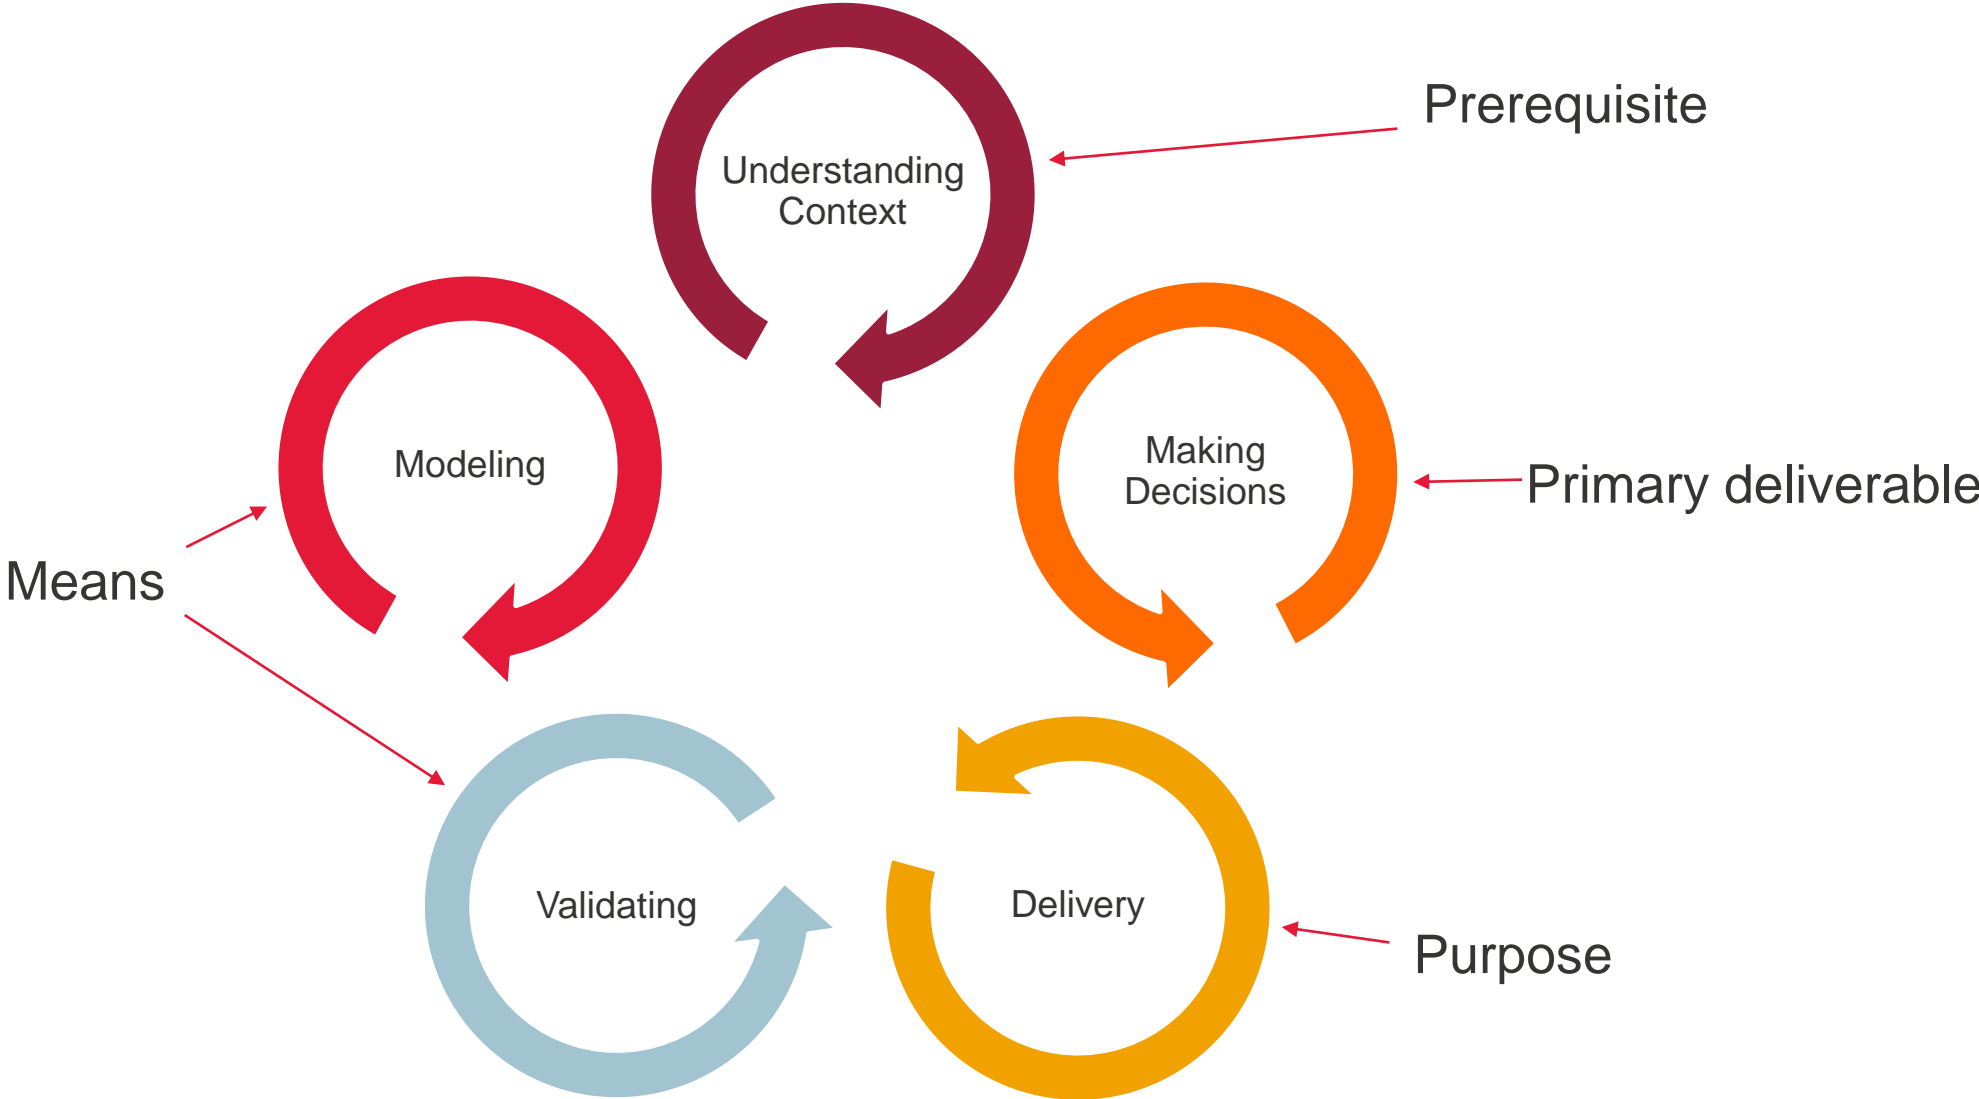 Prerequisite
Understanding
Context
Modeling
Making
Decisions
Primary deliverable
Means
Validating
Delivery
Purpose